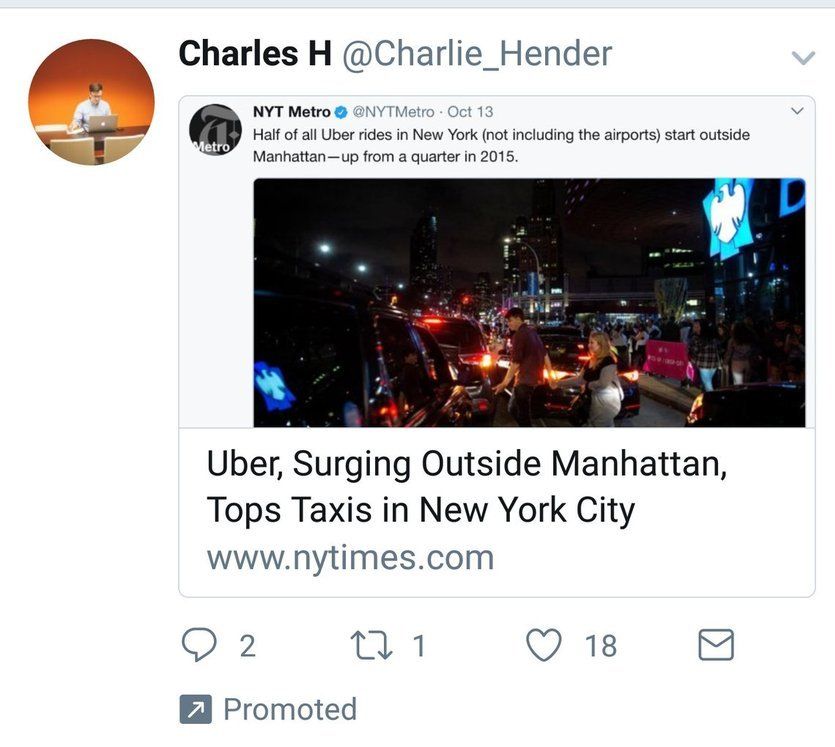 Charles H @Charlie_Hender
NYT Metro @NYTMetro · Oct 13
Half of all Uber rides in New York (not including the airports) start outside
Manhattan—up from a quarter in 2015.
Metro
Uber, Surging Outside Manhattan,
Tops Taxis in New York City
www.nytimes.com
2 1 18
Promoted